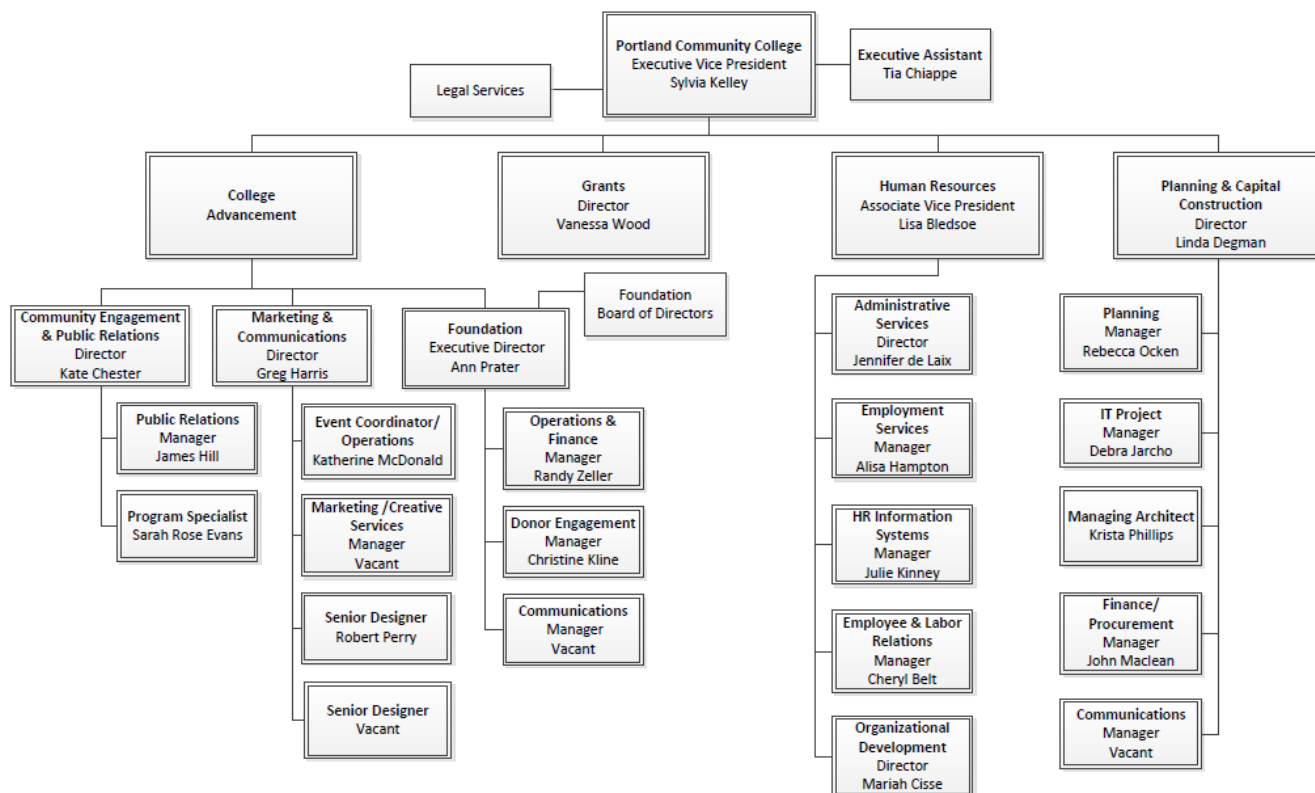 Portland Community College
Executive Vice President
Sylvia Kelley
Executive Assistant
Tia Chiappe
Legal Services
College
Advancement
Grants
Director
Vanessa Wood
Human Resources
Associate Vice President
Lisa Bledsoe
Planning & Capital
Construction
Director
Linda Degman
Community Engagement
& Public Relations
Director
Kate Chester
Public Relations
Manager
James Hill
Program Specialist
Sarah Rose Evans
Marketing &
Communications
Director
Greg Harris
Event Coordinator/
Operations
Katherine McDonald
Marketing /Creative
Services
Manager
Vacant
Senior Designer
Robert Perry
Senior Designer
Vacant
Foundation
Executive Director
Ann Prater
Foundation
Board of Directors
Operations &
Finance
Manager
Randy Zeller
Donor Engagement
Manager
Christine Kline
Communications
Manager
Vacant
Administrative
Services
Director
Jennifer de Laix
Employment
Services
Manager
Alisa Hampton
HR Information
Systems
Manager
Julie Kinney
Employee & Labor
Relations
Manager
Cheryl Belt
Organizational
Development
Director
Mariah Cisse
Planning
Manager
Rebecca Ocken
IT Project
Manager
Debra Jarcho
Managing Architect
Krista Phillips
Finance/
Procurement
Manager
John Maclean
Communications
Manager
Vacant